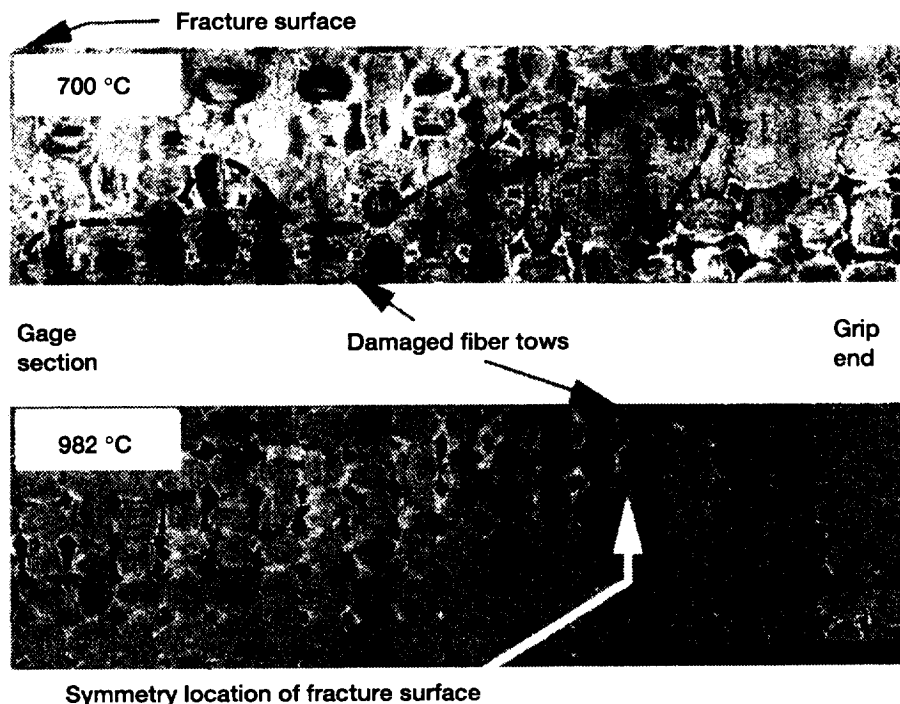 Fracture surface
700 °C
Gage
section
Damaged fiber tows
Grip
end
982 °C
Symmetry location of fracture surface